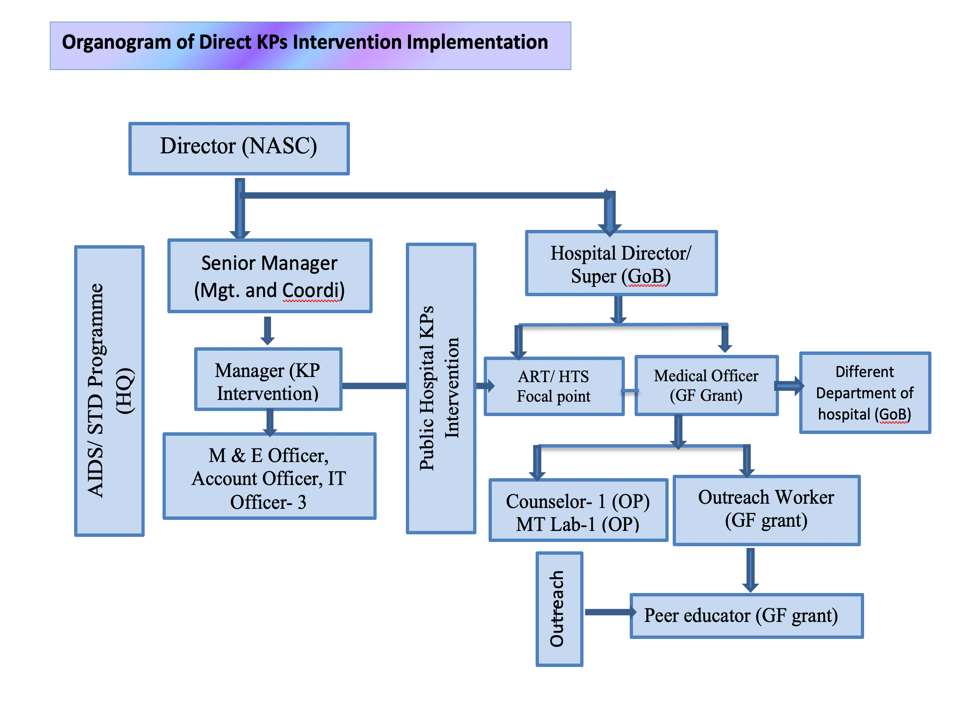 Organogram of Direct KPs Intervention Implementation
Director (NASC)
AIDS/ STD Programme
(HQ)
Senior Manager
(Mgt. and Coordi)
Manager (KP
Intervention)
M & E Officer,
Account Officer, IT
Officer- 3
Public Hospital KPs
Intervention
Hospital Director/
Super (GoB)
ART/ HTS
Focal point
Medical Officer
(GF Grant)
Different
Department of
hospital (GoB)
Counselor- 1 (OP)
MT Lab-1 (OP)
Outreach Worker
(GF grant)
Outreach
Peer educator (GF grant)